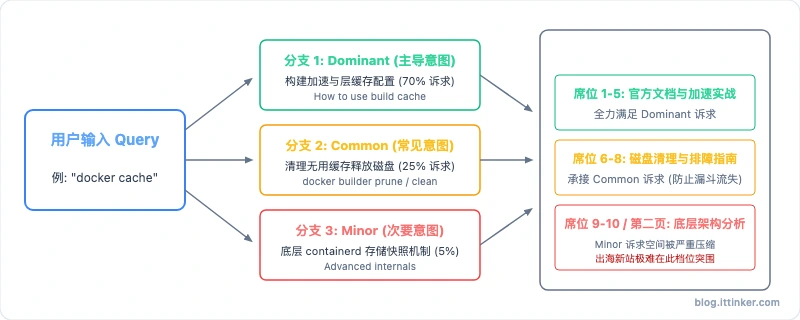 用户输入 Query
例: "docker cache"
分支 1: Dominant (主导意图)
构建加速与层缓存配置 (70% 诉求)
How to use build cache
分支 2: Common (常见意图)
清理无用缓存释放磁盘 (25% 诉求)
docker builder prune / clean
分支 3: Minor (次要意图)
底层 containerd 存储快照机制 (5%)
Advanced internals
席位 1-5: 官方文档与加速实战
全力满足 Dominant 诉求
席位 6-8: 磁盘清理与排障指南
承接 Common 诉求 (防止漏斗流失)
席位 9-10 / 第二页: 底层架构分析
Minor 诉求空间被严重压缩
出海新站极难在此档位突围
blog.ittinker.com